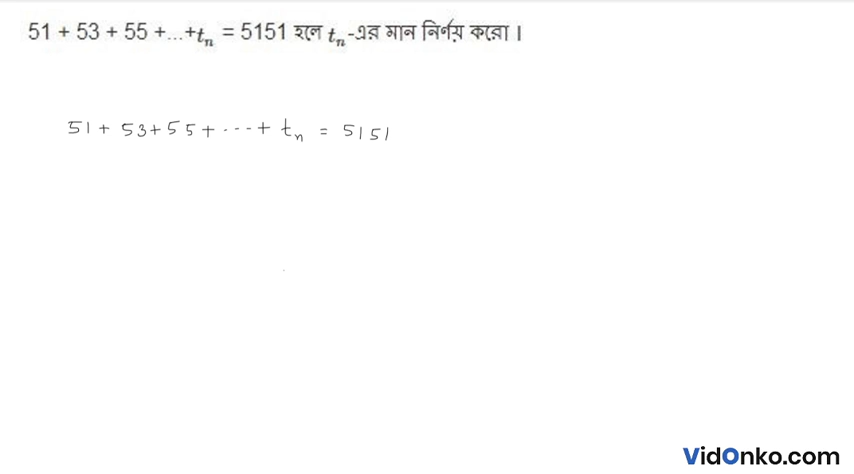 51 + 53 + 55 +...+tₙ = 5151 হলে tₙ-এর মান নির্ণয় করো ।
51 + 53 + 55 + ---+ tₙ = 5151
VidOnko.com